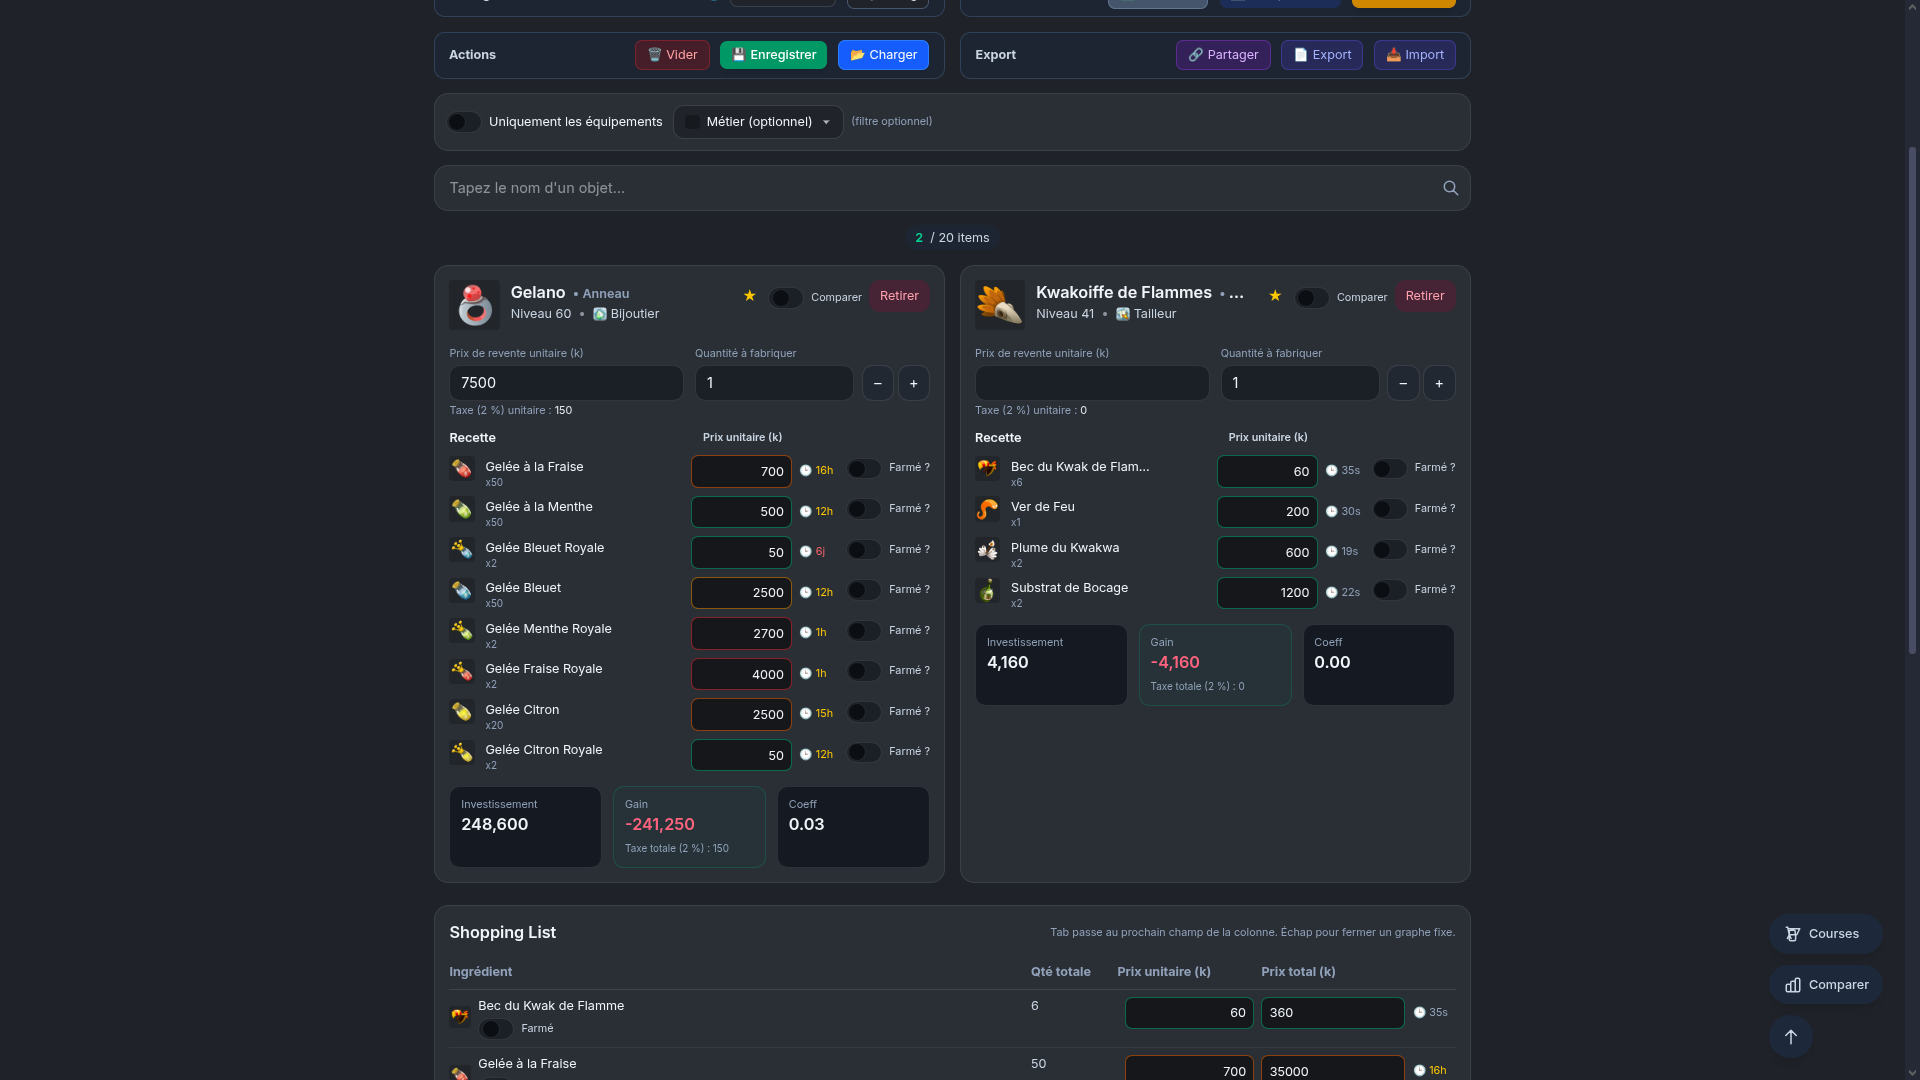 Actions
Vider
Enregistrer
Charger
Export
Partager
Export
Import
Uniquement les équipements
Métier (optionnel)
(filtre optionnel)
Tapez le nom d'un objet...
2 / 20 items
Gelano • Anneau
Niveau 60 • Bijoutier
Comparer
Retirer
Prix de revente unitaire (k)
Quantité à fabriquer
7500
1
−
+
Taxe (2 %) unitaire : 150
Recette
Prix unitaire (k)
Gelée à la Fraise
x50
700
16h
Farmé ?
Gelée à la Menthe
x50
500
12h
Farmé ?
Gelée Bleuet Royale
x2
50
6j
Farmé ?
Gelée Bleuet
x50
2500
12h
Farmé ?
Gelée Menthe Royale
x2
2700
1h
Farmé ?
Gelée Fraise Royale
x2
4000
1h
Farmé ?
Gelée Citron
x20
2500
15h
Farmé ?
Gelée Citron Royale
x2
50
12h
Farmé ?
Investissement
248,600
Gain
-241,250
Taxe totale (2 %) : 150
Coeff
0.03
Kwakoiffe de Flammes • ...
Niveau 41 • Tailleur
Comparer
Retirer
Prix de revente unitaire (k)
Quantité à fabriquer
1
−
+
Taxe (2 %) unitaire : 0
Recette
Prix unitaire (k)
Bec du Kwak de Flam...
x6
60
35s
Farmé ?
Ver de Feu
x1
200
30s
Farmé ?
Plume du Kwakwa
x2
600
19s
Farmé ?
Substrat de Bocage
x2
1200
22s
Farmé ?
Investissement
4,160
Gain
-4,160
Taxe totale (2 %) : 0
Coeff
0.00
Shopping List
Tab passe au prochain champ de la colonne. Échap pour fermer un graphe fixe.
Ingrédient
Qté totale
Prix unitaire (k)
Prix total (k)
Bec du Kwak de Flamme
Farmé
6
60
360
35s
Gelée à la Fraise
50
700
35000
16h
Courses
Comparer